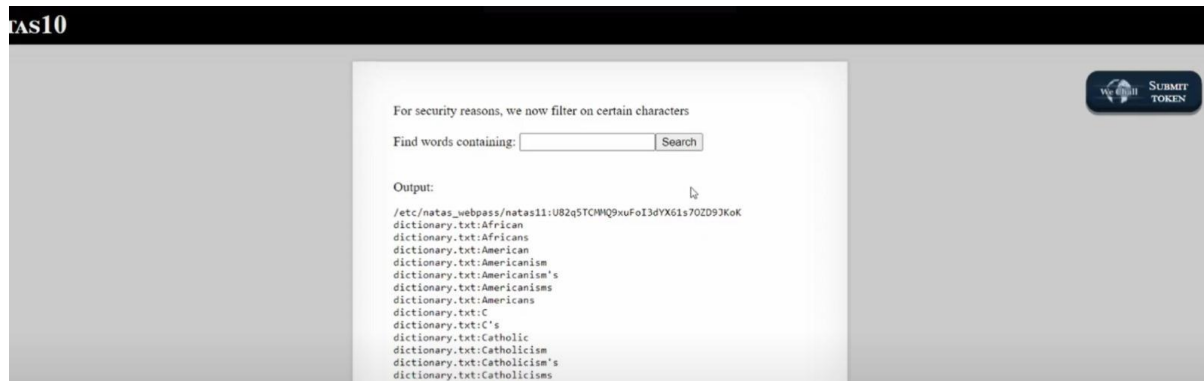 TAS10
For security reasons, we now filter on certain characters
Find words containing: Search
We Chall SUBMIT TOKEN
Output:
/etc/natas_webpass/natas11:U82q5TCMMQ9xuFoI3dYX61s7OZD9JKoK
dictionary.txt:African
dictionary.txt:Africans
dictionary.txt:American
dictionary.txt:Americanism
dictionary.txt:Americanism's
dictionary.txt:Americanisms
dictionary.txt:Americans
dictionary.txt:C
dictionary.txt:C's
dictionary.txt:Catholic
dictionary.txt:Catholicism
dictionary.txt:Catholicism's
dictionary.txt:Catholicisms